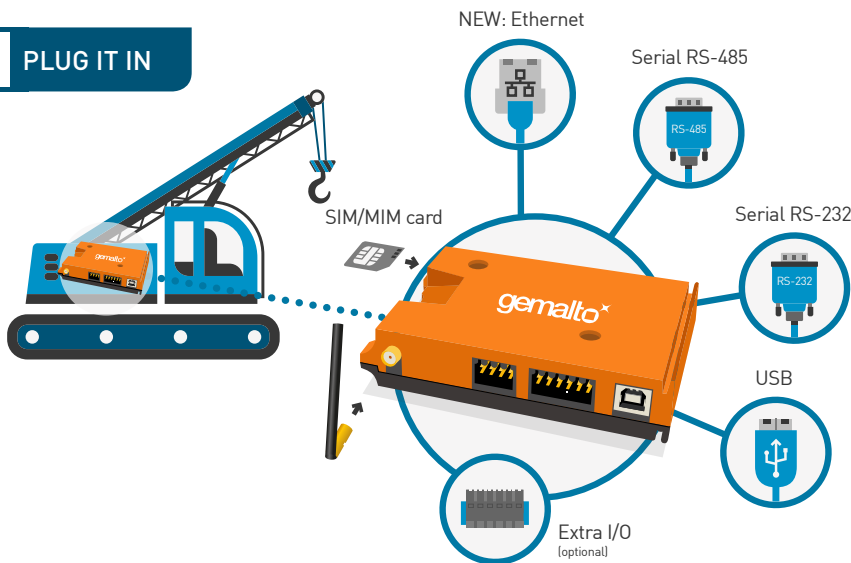 PLUG IT IN
NEW: Ethernet
Serial RS-485
RS-485
SIM/MIM card
Serial RS-232
RS-232
gemalto
gemalto
USB
Extra I/O
(optional)